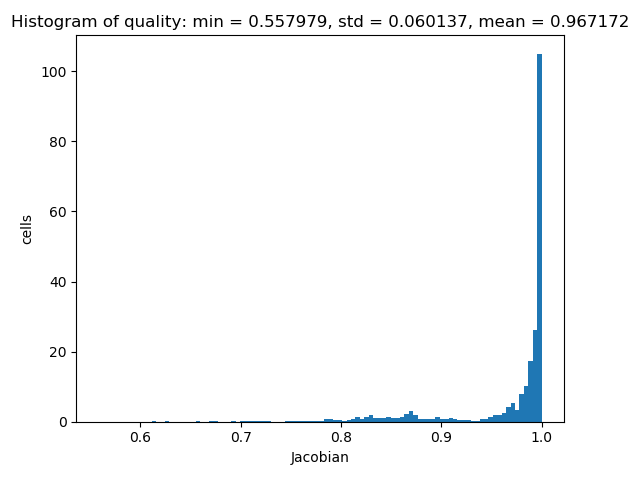 Histogram of quality: min = 0.557979, std = 0.060137, mean = 0.967172
100
80
60
40
20
0
cells
0.6 0.7 0.8 0.9 1.0
Jacobian